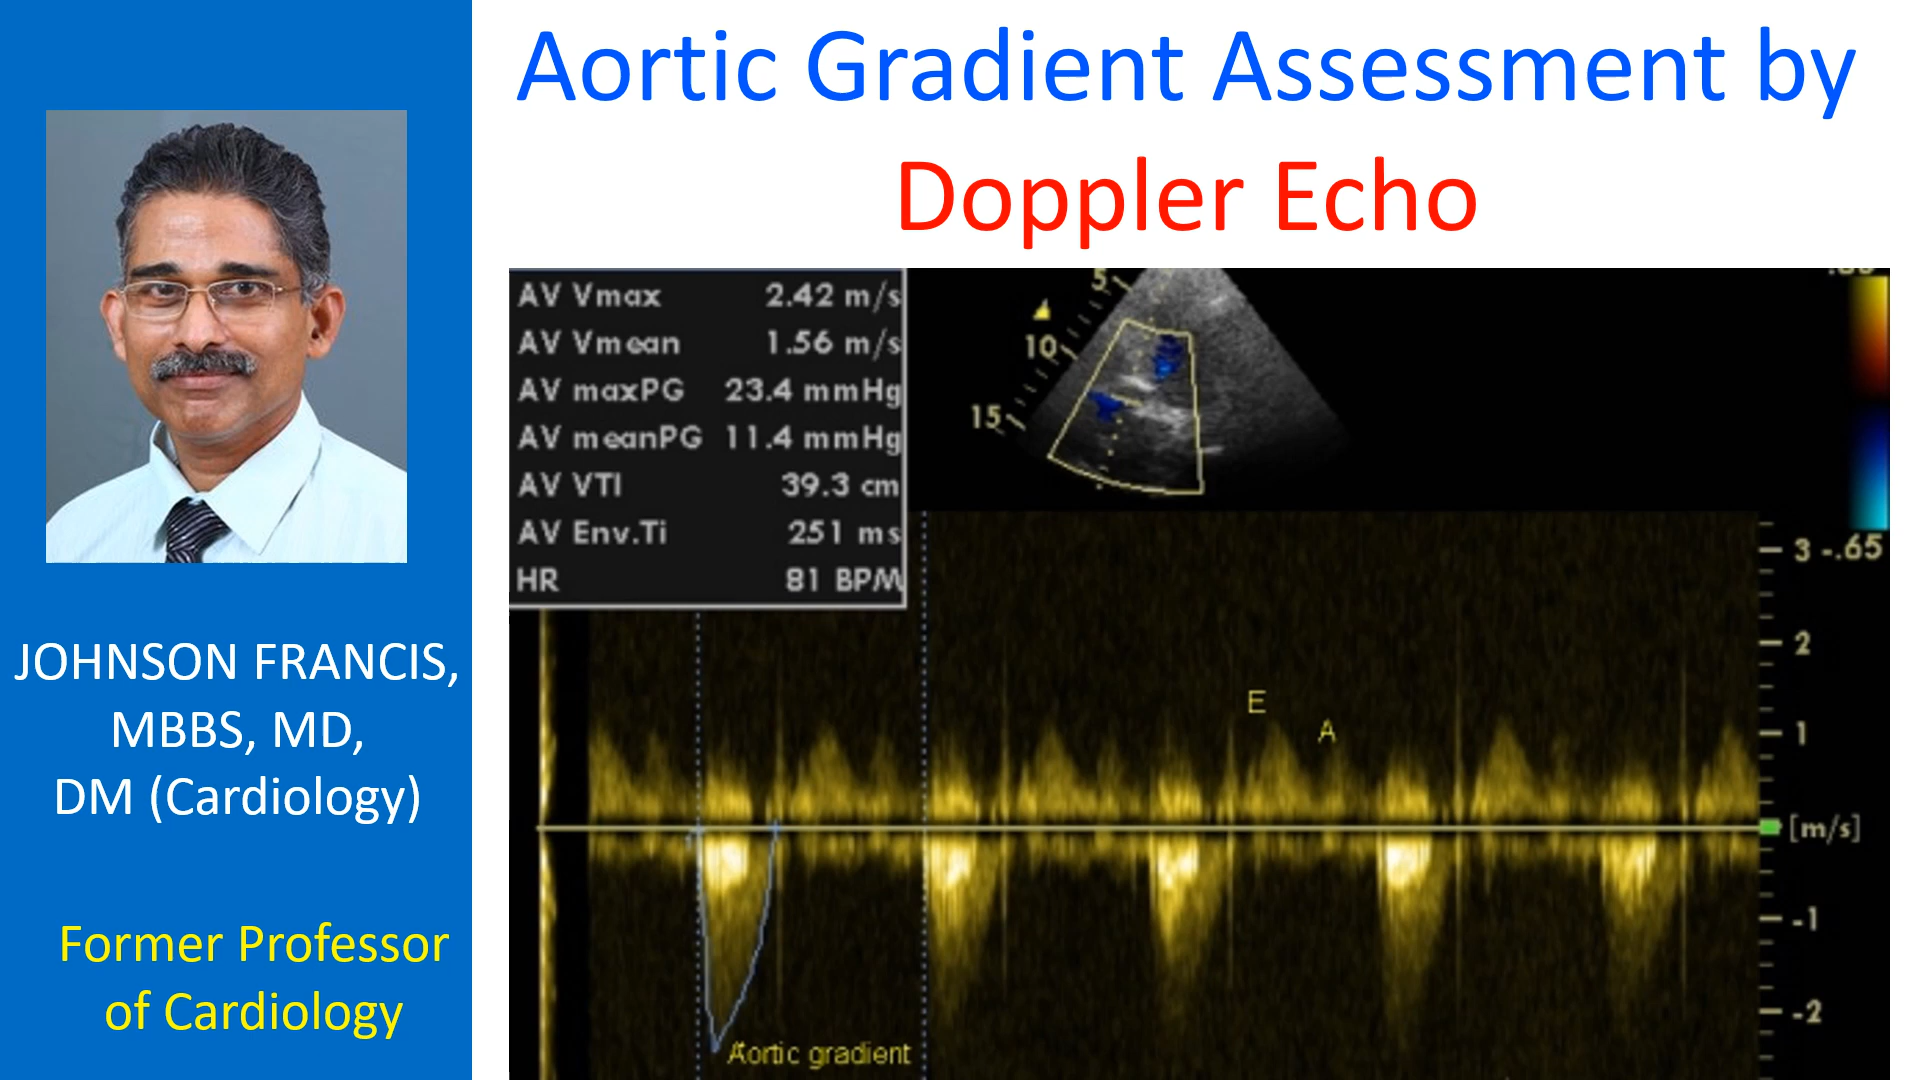 Aortic Gradient Assessment by
Doppler Echo
JOHNSON FRANCIS,
MBBS, MD,
DM (Cardiology)
Former Professor
of Cardiology
AV Vmax 2.42 m/s
AV Vmean 1.56 m/s
AV maxPG 23.4 mmHg
AV meanPG 11.4 mmHg
AV VTI 39.3 cm
AV Env.Ti 251 ms
HR 81 BPM
5
10
15
3 -.65
2
E
A
1
[m/s]
-1
-2
Aortic gradient